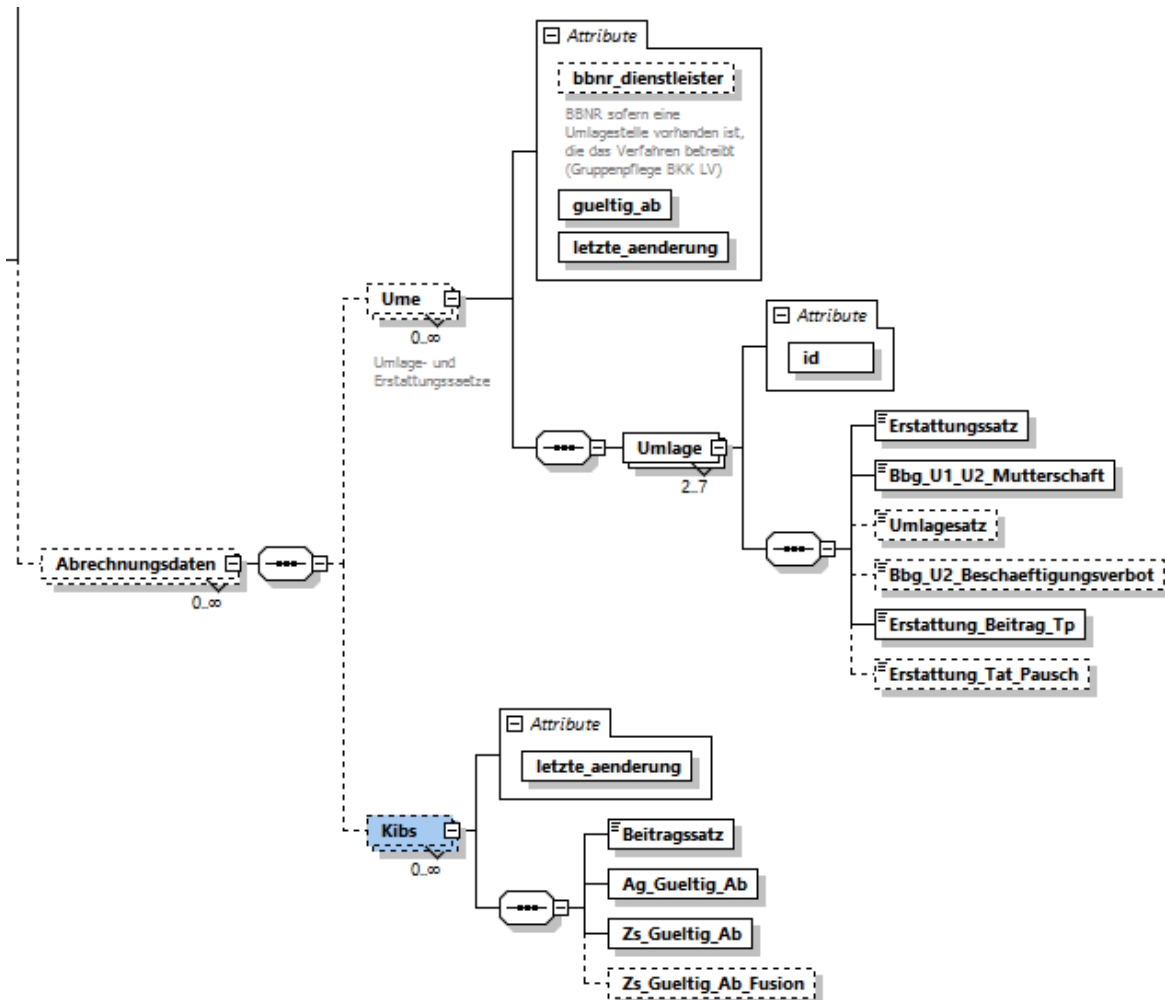 Attribute
bbnr_dienstleister
BBNR sofern eine
Umlagestelle vorhanden ist,
die das Verfahren betreibt
(Gruppenpflege BKK LV)
gueltig_ab
letzte_aenderung
Ume
0..∞
Umlage- und
Erstattungssaetze
Attribute
id
Umlage
2..7
Erstattungssatz
Bbg_U1_U2_Mutterschaft
Umlagesatz
Bbg_U2_Beschaeftigungsverbot
Erstattung_Beitrag_Tp
Erstattung_Tat_Pausch
Abrechnungsdaten
0..∞
Attribute
letzte_aenderung
Kibs
0..∞
Beitragssatz
Ag_Gueltig_Ab
Zs_Gueltig_Ab
Zs_Gueltig_Ab_Fusion